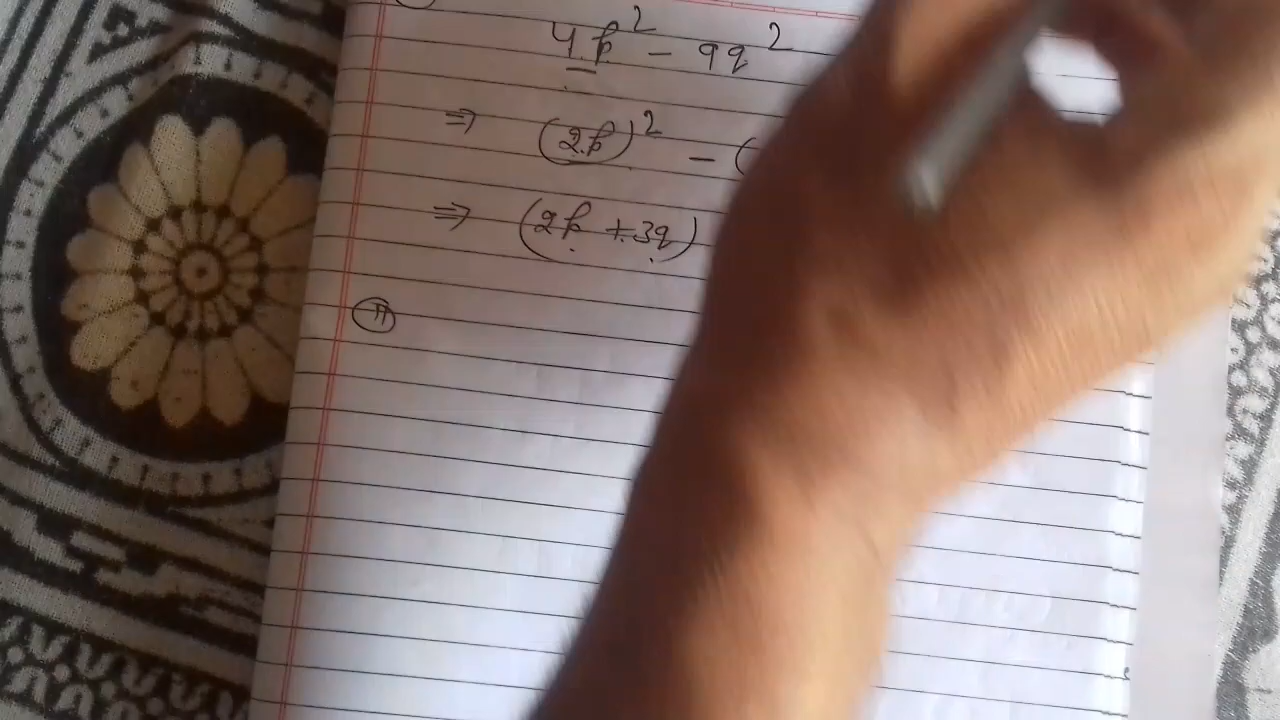 4p² - 9q²
⇒ (2p)² - (
⇒ (2p + 3q)
(ii)